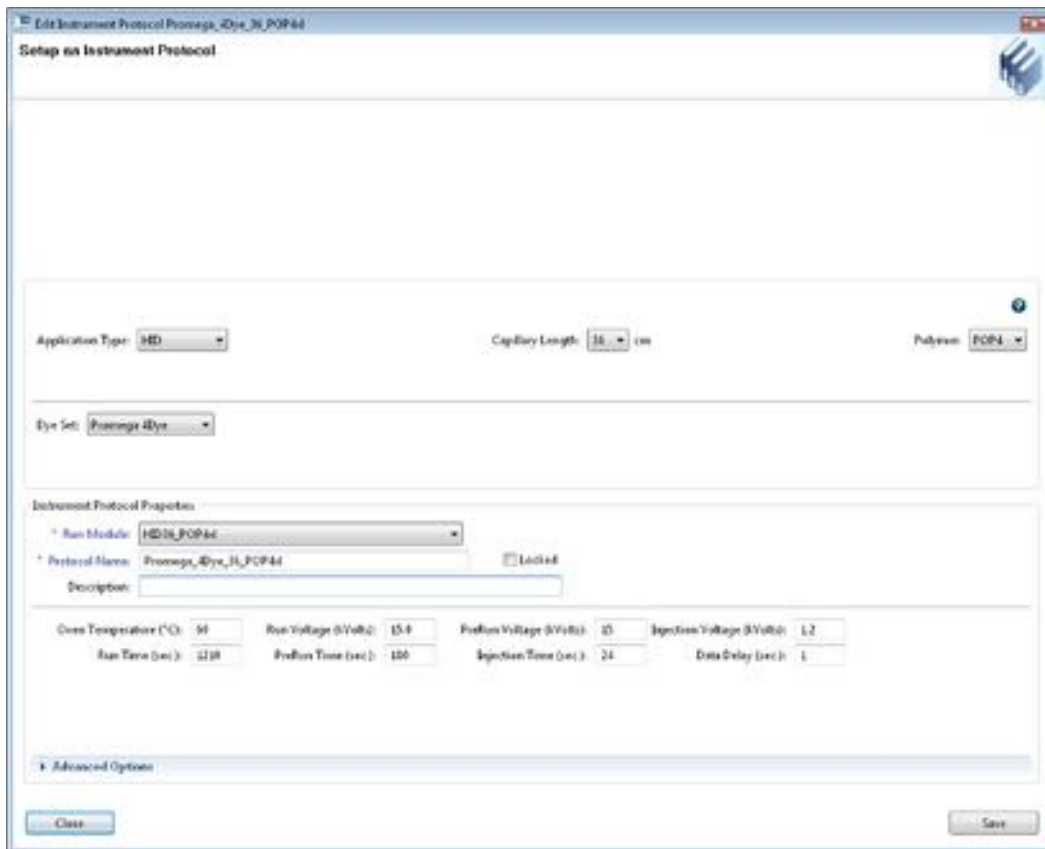 Edit Instrument Protocol Promega_4Dye_36_POP4xl
Setup an Instrument Protocol
Application Type: HID Capillary Length: 36 cm Polymer: POP4
Dye Set: Promega 4Dye
Instrument Protocol Properties
* Run Module: HID36_POP4xl
* Protocol Name: Promega_4Dye_36_POP4xl Locked
Description:
Oven Temperature (°C): 60 Run Voltage (kVolts): 15.0 PreRun Voltage (kVolts): 15 Injection Voltage (kVolts): 1.2
Run Time (sec.): 1210 PreRun Time (sec.): 180 Injection Time (sec.): 24 Data Delay (sec.): 1
Advanced Options
Close Save